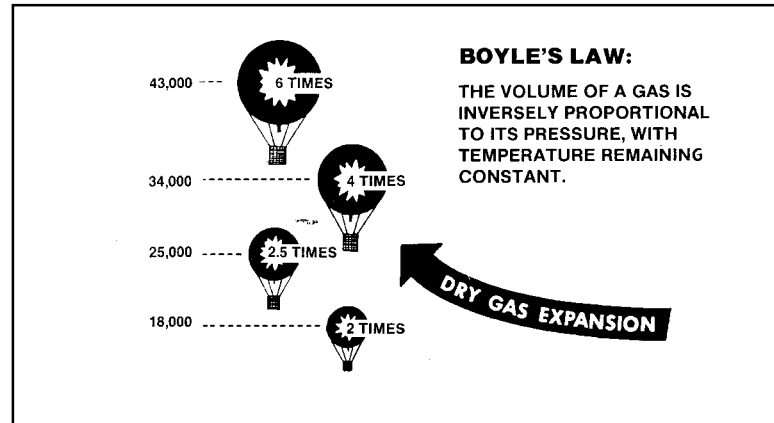 BOYLE'S LAW:
THE VOLUME OF A GAS IS
INVERSELY PROPORTIONAL
TO ITS PRESSURE, WITH
TEMPERATURE REMAINING
CONSTANT.
43,000
6 TIMES
34,000
4 TIMES
25,000
2.5 TIMES
18,000
2 TIMES
DRY GAS EXPANSION